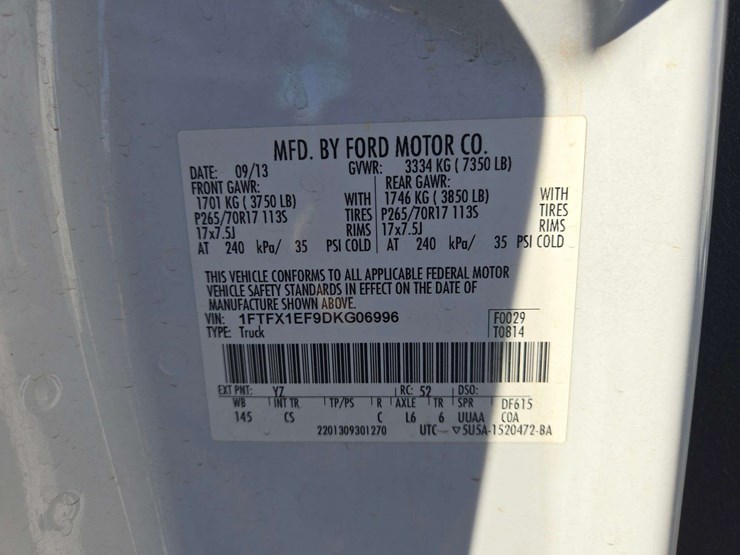 MFD. BY FORD MOTOR CO.
DATE: 09/13 GVWR: 3334 KG ( 7350 LB)
FRONT GAWR: REAR GAWR:
1701 KG ( 3750 LB) WITH 1746 KG ( 3850 LB) WITH
P265/70R17 113S TIRES P265/70R17 113S TIRES
17x7.5J RIMS 17x7.5J RIMS
AT 240 kPa/ 35 PSI COLD AT 240 kPa/ 35 PSI COLD
THIS VEHICLE CONFORMS TO ALL APPLICABLE FEDERAL MOTOR
VEHICLE SAFETY STANDARDS IN EFFECT ON THE DATE OF
MANUFACTURE SHOWN ABOVE.
VIN: 1FTFX1EF9DKG06996 F0029
TYPE: Truck T0814
EXT PNT: YZ RC: 52 DSO:
WB INT TR TP/PS R AXLE TR SPR DF615
145 CS C L6 6 UUAA COA
2201309301270 UTC ▽5U5A-1520472-BA